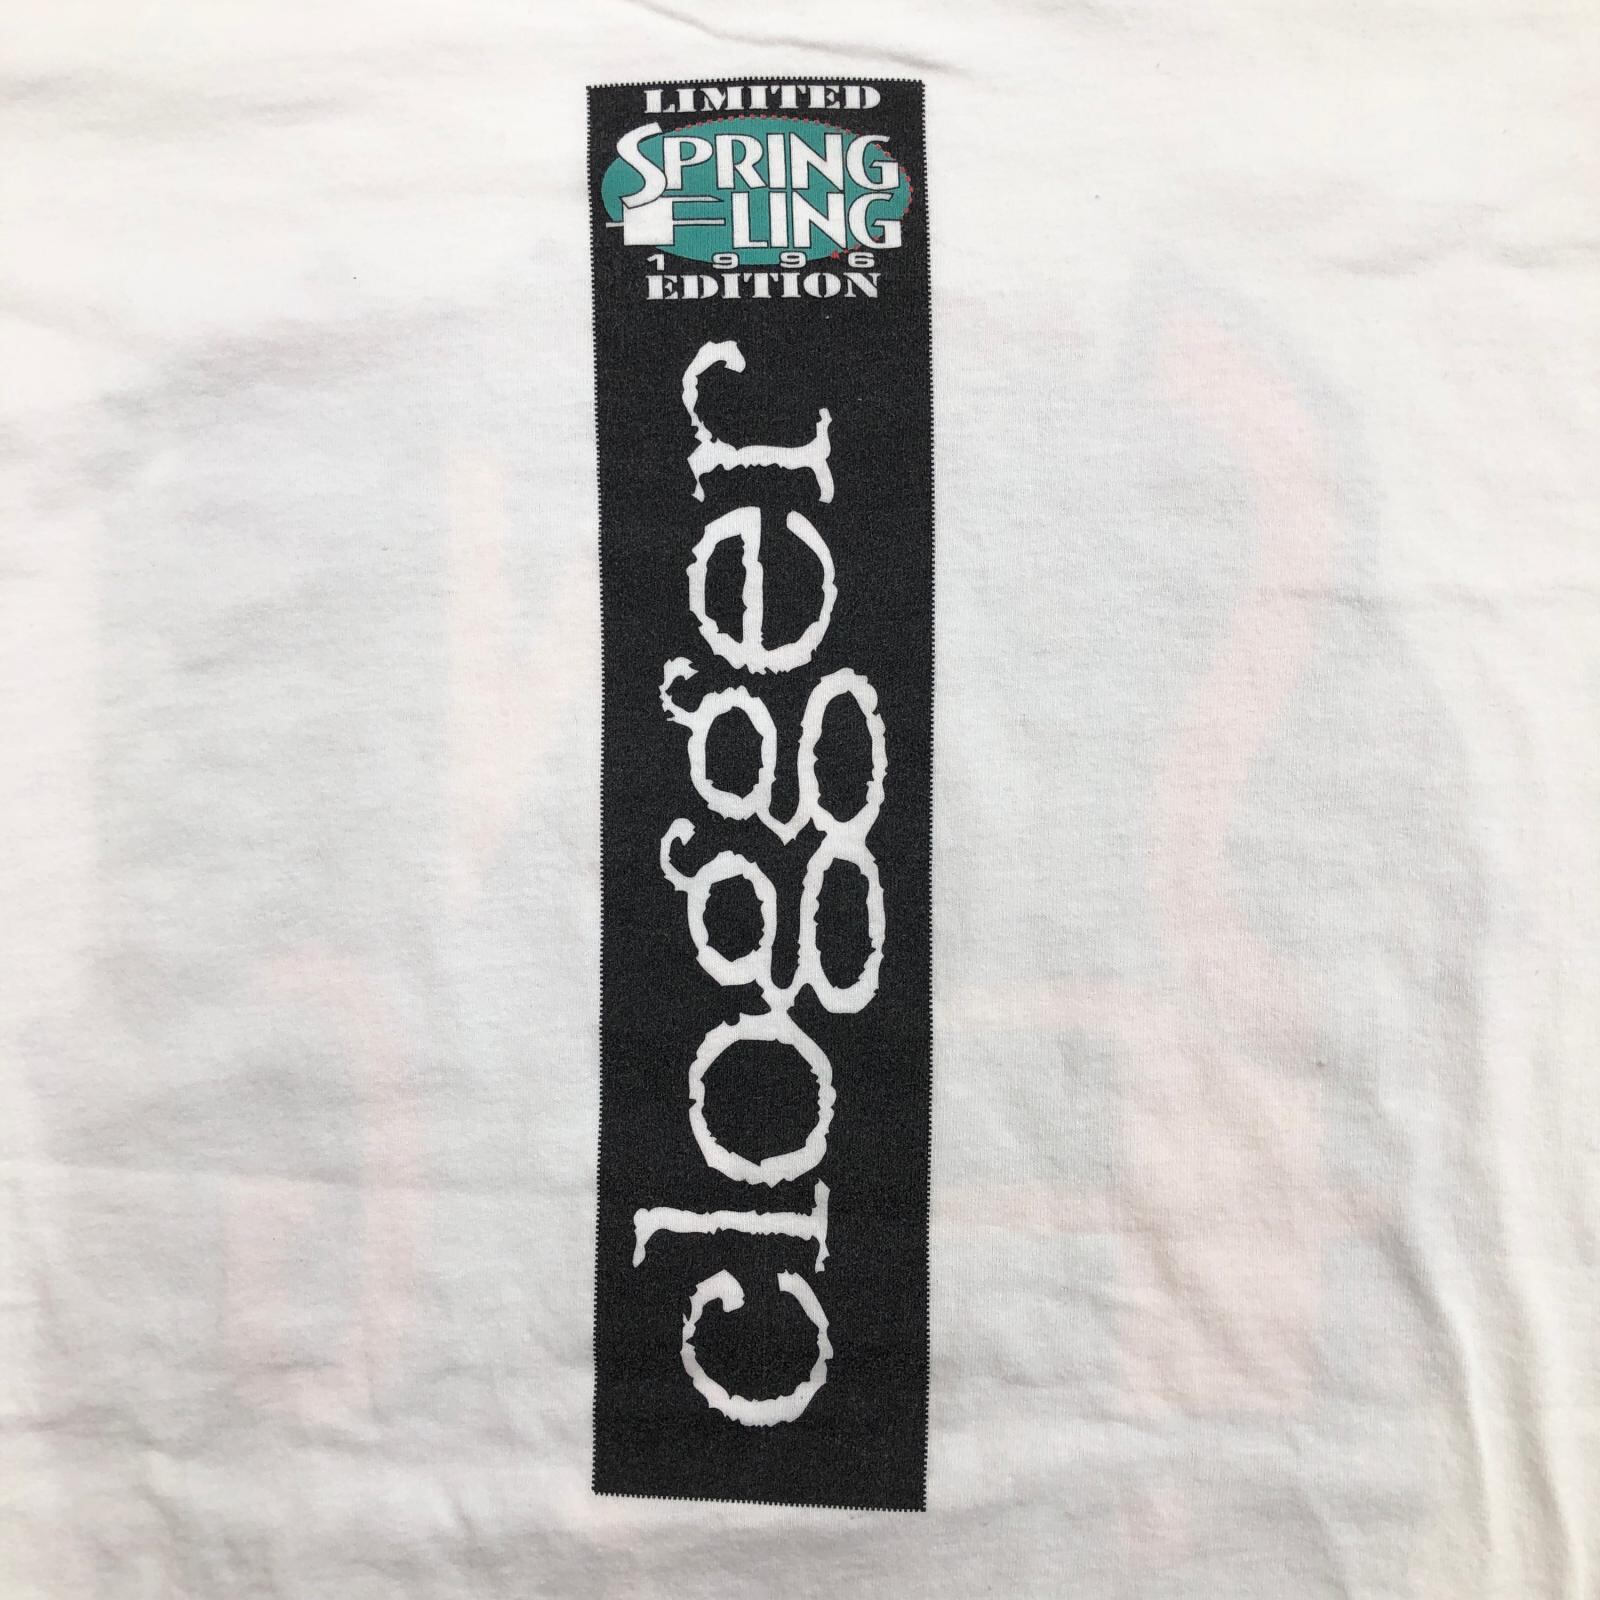 LIMITED
SPRING
FLING
1996
EDITION
clogger